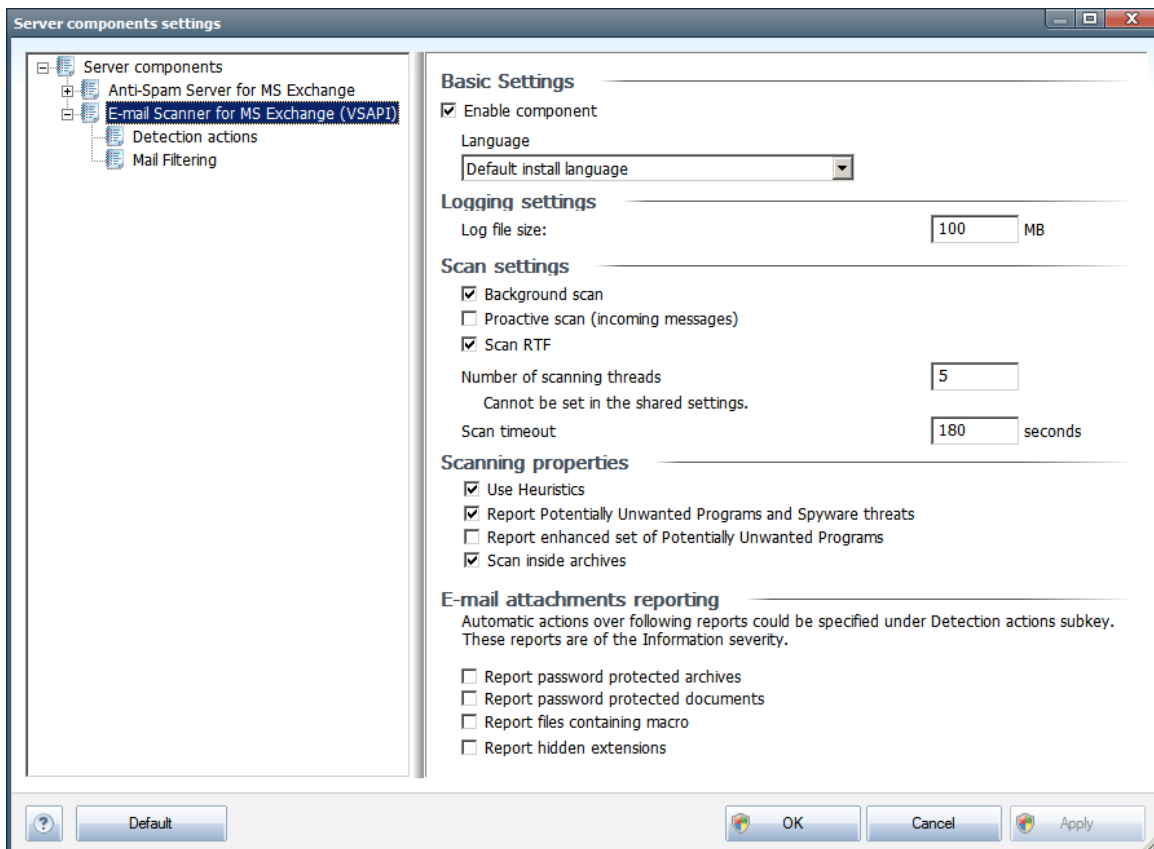 Server components settings
Server components
Anti-Spam Server for MS Exchange
E-mail Scanner for MS Exchange (VSAPI)
Detection actions
Mail Filtering
Basic Settings
Enable component
Language
Default install language
Logging settings
Log file size: 100 MB
Scan settings
Background scan
Proactive scan (incoming messages)
Scan RTF
Number of scanning threads 5
Cannot be set in the shared settings.
Scan timeout 180 seconds
Scanning properties
Use Heuristics
Report Potentially Unwanted Programs and Spyware threats
Report enhanced set of Potentially Unwanted Programs
Scan inside archives
E-mail attachments reporting
Automatic actions over following reports could be specified under Detection actions subkey.
These reports are of the Information severity.
Report password protected archives
Report password protected documents
Report files containing macro
Report hidden extensions
? Default OK Cancel Apply